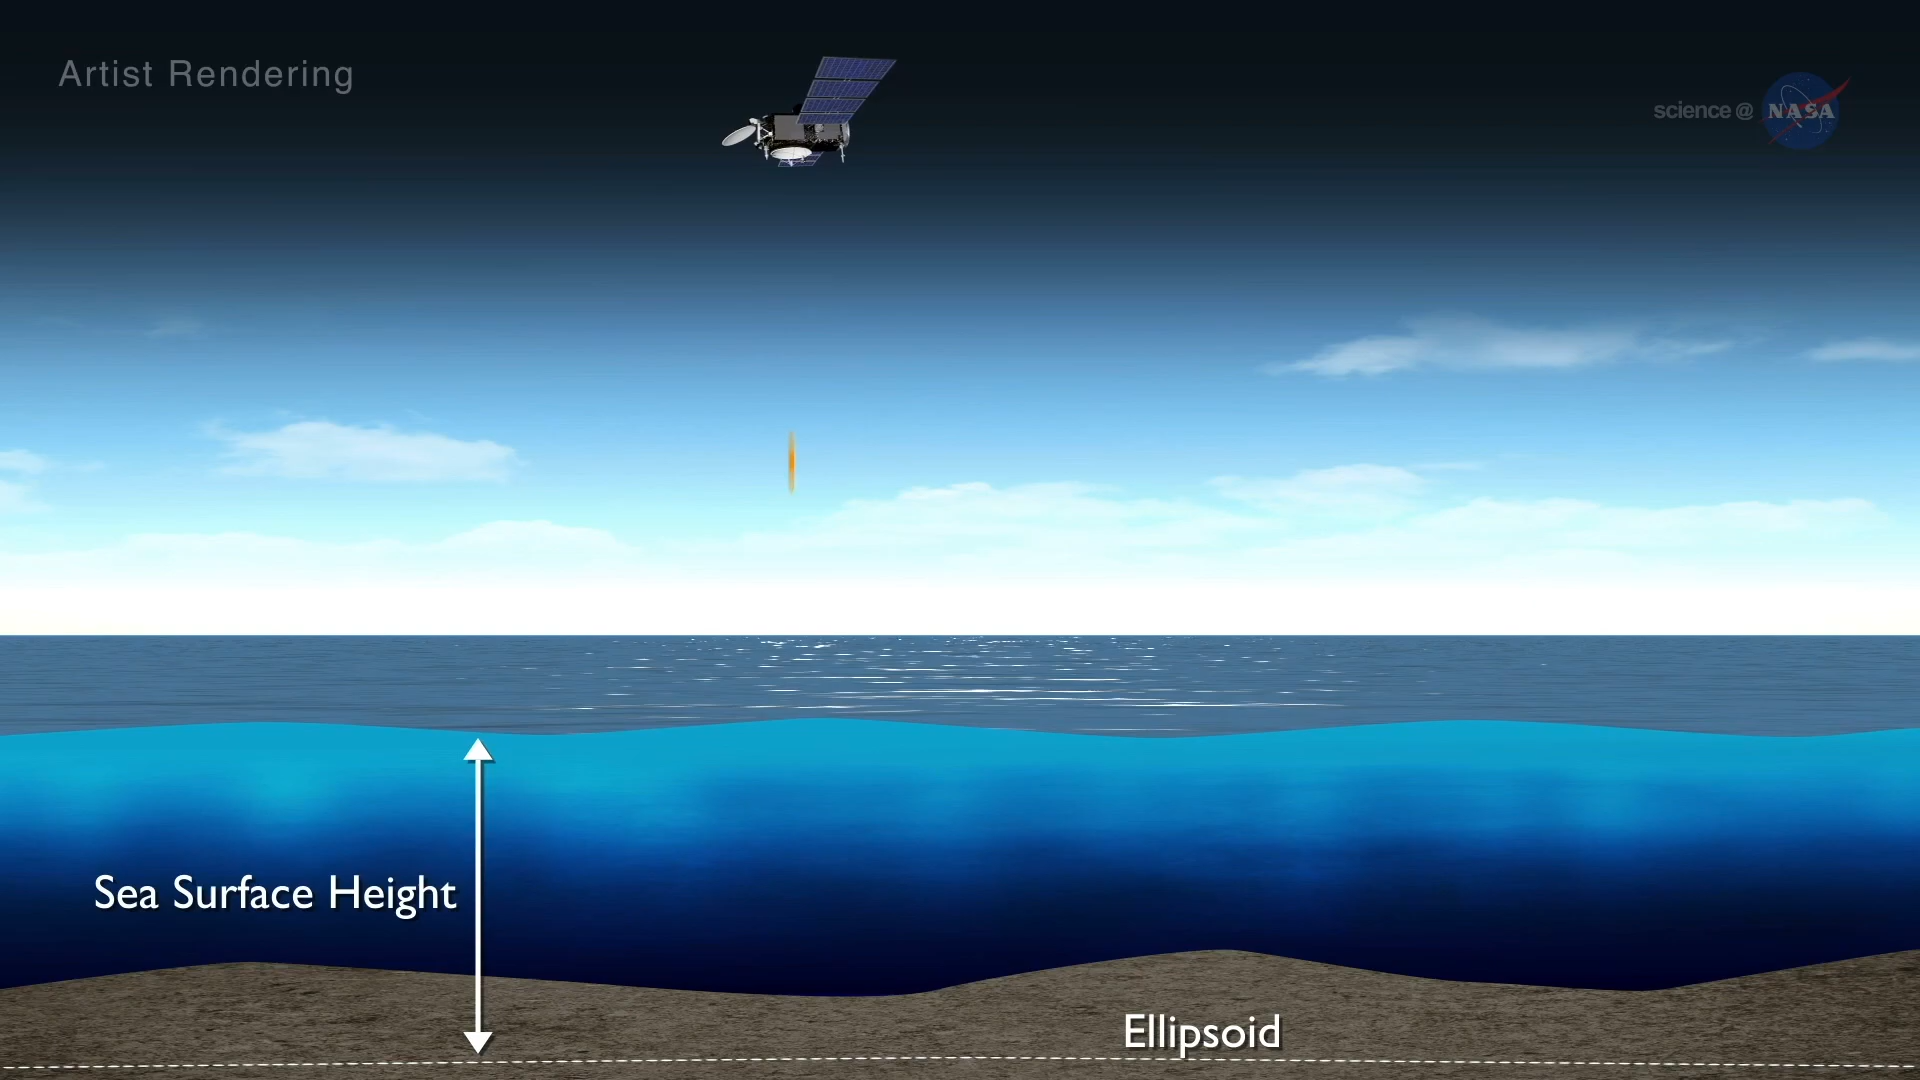 Artist Rendering
science @ NASA
Sea Surface Height
Ellipsoid